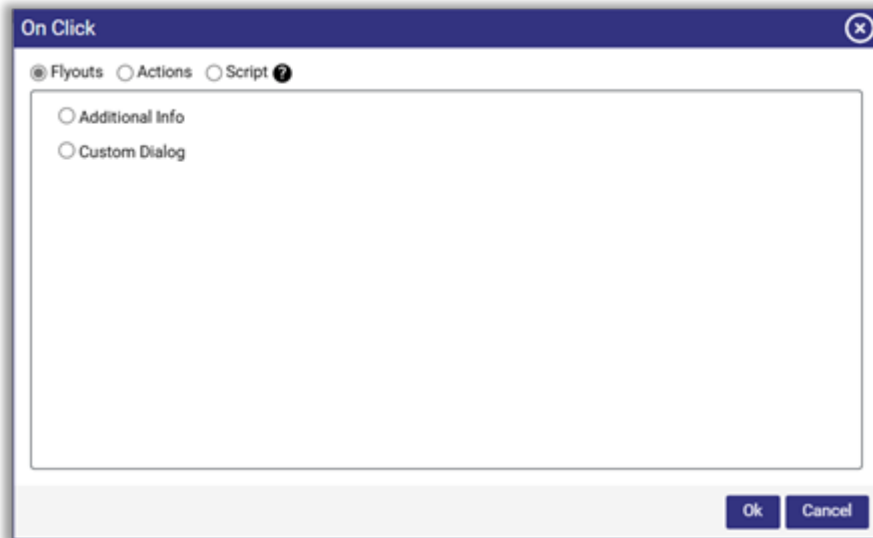 On Click
Flyouts Actions Script ?
Additional Info
Custom Dialog
Ok Cancel